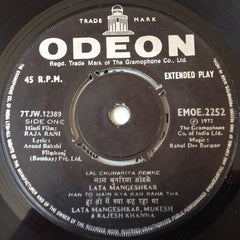 TRADE MARK
ODEON
Regd. Trade Mark of The Gramophone Co., Ltd.
45 R.P.M.
EXTENDED PLAY
7TJW.12389
SIDE ONE
Hindi Film:
RAJA RANI
Lyric:
Anand Bakshi
Filmkunj
(Bombay) Pvt. Ltd.
EMOE.2252
℗ 1972
The Gramophone
Co. of India Ltd.
Music:
Rahul Dev Burman
LAL CHUNARIYA ODHKE
लाल चुनरिया ओढके
LATA MANGESHKAR
HAN TO MAIN KYA KAH RAHA THA
हां तो मैं क्या कह रहा था
LATA MANGESHKAR, MUKESH
& RAJESH KHANNA